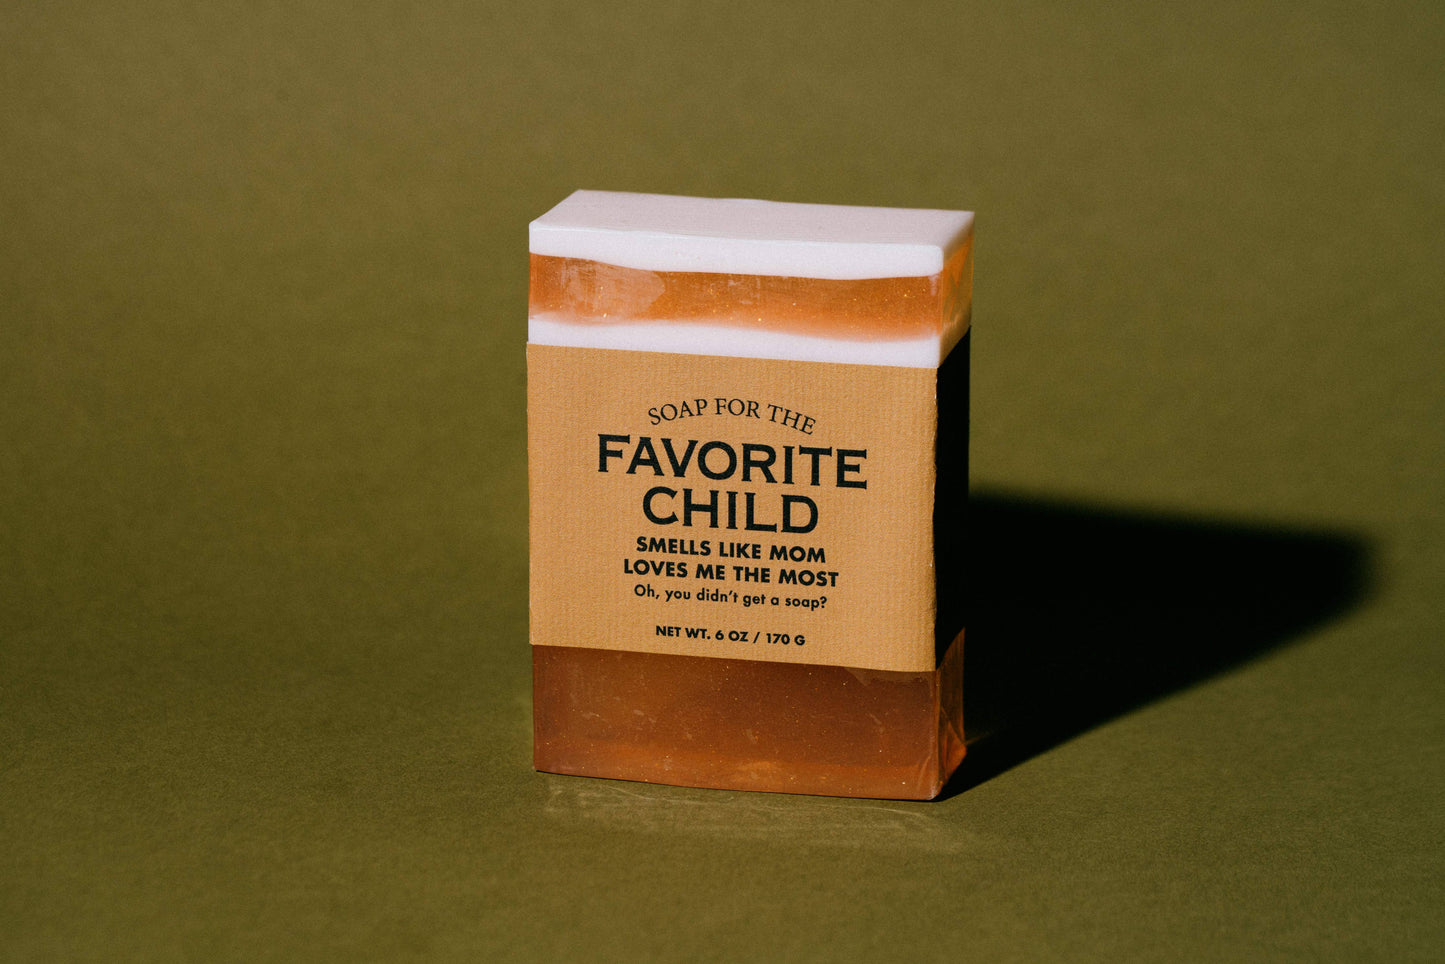 SOAP FOR THE
FAVORITE
CHILD
SMELLS LIKE MOM
LOVES ME THE MOST
Oh, you didn't get a soap?
NET WT. 6 OZ / 170 G